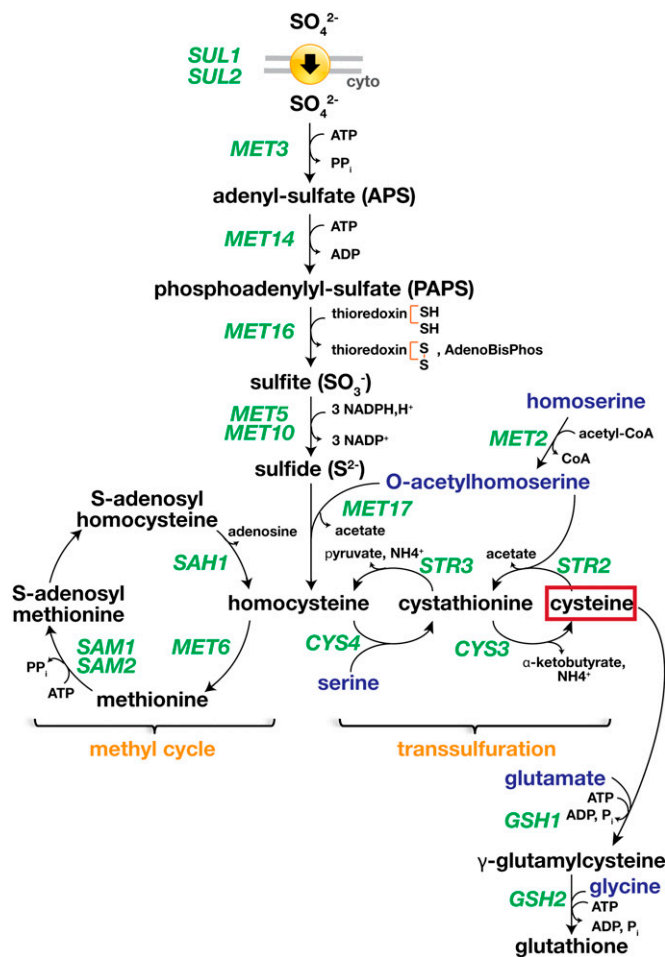 SO₄²⁻
SUL1
SUL2
cyto
SO₄²⁻
MET3
ATP
PPᵢ
adenyl-sulfate (APS)
MET14
ATP
ADP
phosphoadenylyl-sulfate (PAPS)
MET16
thioredoxin SH
SH
thioredoxin S , AdenoBisPhos
S
sulfite (SO₃⁻)
MET5
MET10
3 NADPH,H⁺
3 NADP⁺
homoserine
MET2
acetyl-CoA
CoA
sulfide (S²⁻)
O-acetylhomoserine
MET17
acetate
S-adenosyl
homocysteine
adenosine
SAH1
pyruvate, NH4⁺
STR3
acetate
STR2
S-adenosyl
methionine
homocysteine
cystathionine
cysteine
SAM1
SAM2
MET6
CYS4
CYS3
PPᵢ
ATP
α-ketobutyrate,
NH4⁺
methionine
serine
methyl cycle
transsulfuration
glutamate
ATP
GSH1
ADP, Pᵢ
γ-glutamylcysteine
GSH2
glycine
ATP
ADP, Pᵢ
glutathione